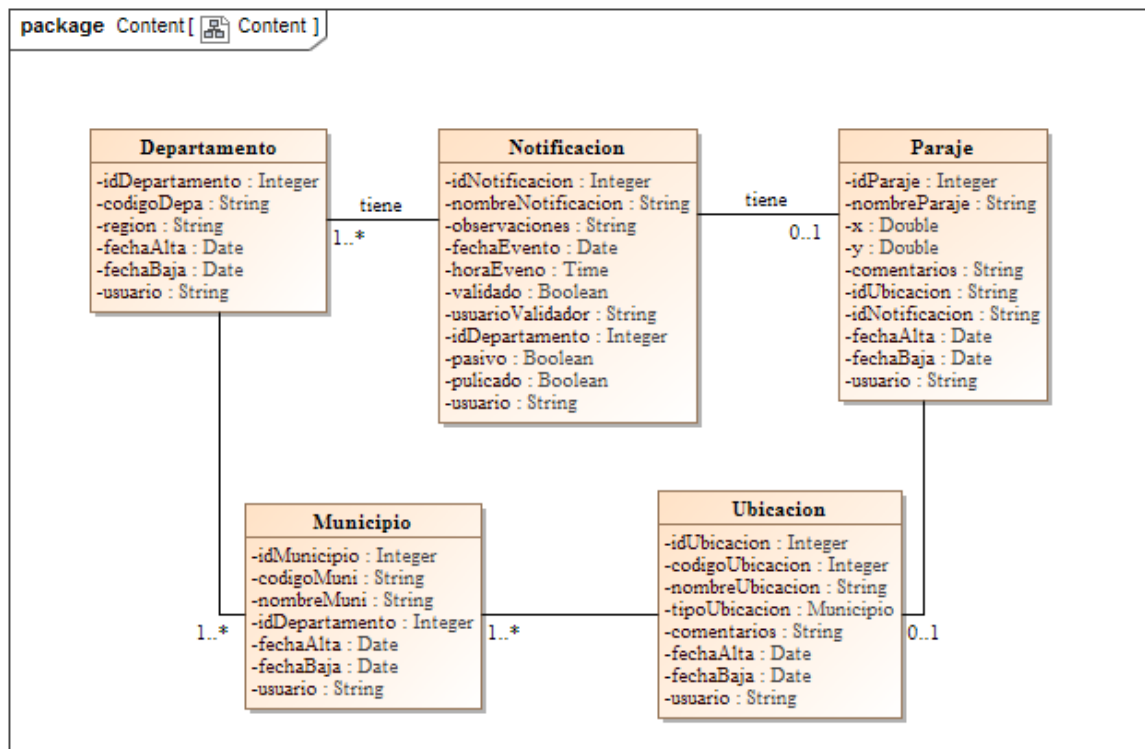 package Content [ Content ]
Departamento
-idDepartamento : Integer
-codigoDepa : String
-region : String
-fechaAlta : Date
-fechaBaja : Date
-usuario : String
tiene
1..*
Notificacion
-idNotificacion : Integer
-nombreNotificacion : String
-observaciones : String
-fechaEvento : Date
-horaEveno : Time
-validado : Boolean
-usuarioValidador : String
-idDepartamento : Integer
-pasivo : Boolean
-pulicado : Boolean
-usuario : String
tiene
0..1
Paraje
-idParaje : Integer
-nombreParaje : String
-x : Double
-y : Double
-comentarios : String
-idUbicacion : String
-idNotificacion : String
-fechaAlta : Date
-fechaBaja : Date
-usuario : String
1..*
Municipio
-idMunicipio : Integer
-codigoMuni : String
-nombreMuni : String
-idDepartamento : Integer
-fechaAlta : Date
-fechaBaja : Date
-usuario : String
1..*
Ubicacion
-idUbicacion : Integer
-codigoUbicacion : Integer
-nombreUbicacion : String
-tipoUbicacion : Municipio
-comentarios : String
-fechaAlta : Date
-fechaBaja : Date
-usuario : String
0..1